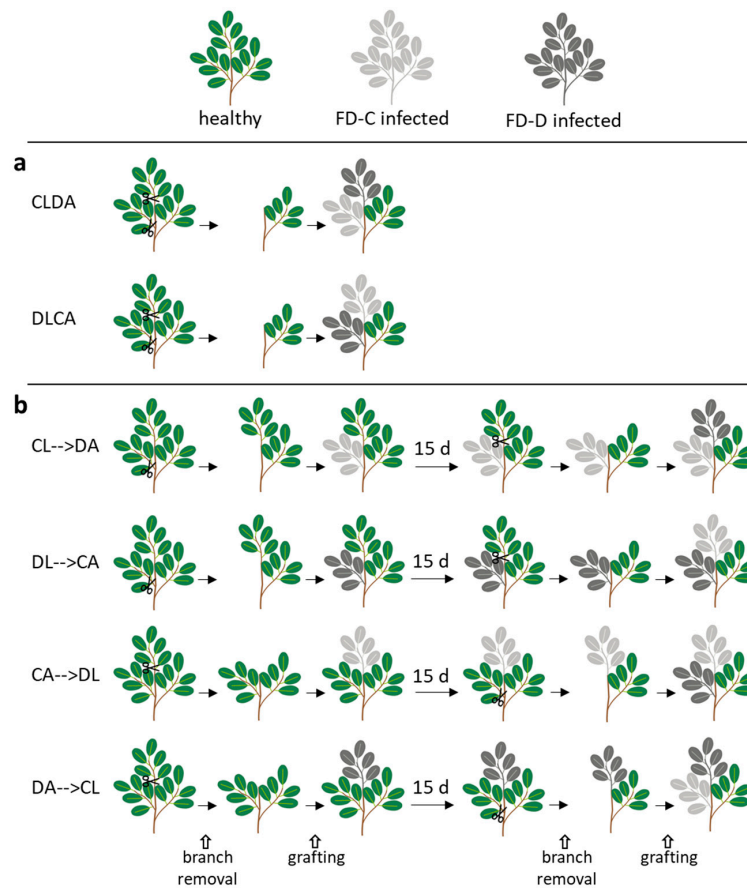 healthy
FD-C infected
FD-D infected
a
CLDA
DLCA
b
CL-->DA
15 d
DL-->CA
15 d
CA-->DL
15 d
DA-->CL
15 d
branch
removal
grafting
branch
removal
grafting